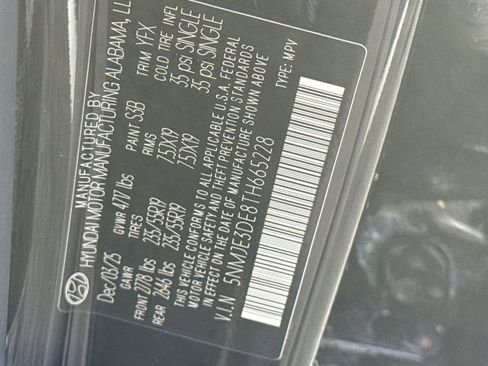 MANUFACTURED BY
HYUNDAI MOTOR MANUFACTURING ALABAMA, LL
Dec 03/25 GVWR 4717 lbs PAINT S3B TRIM YFX
GAWR TIRES RIMS COLD TIRE INFL
FRONT 2778 lbs 235/55R19 7.5JX19 35 psi SINGLE
REAR 2646 lbs 235/55R19 7.5JX19 35 psi SINGLE
THIS VEHICLE CONFORMS TO ALL APPLICABLE U.S.A. FEDERAL
MOTOR VEHICLE SAFETY AND THEFT PREVENTION STANDARDS
IN EFFECT ON THE DATE OF MANUFACTURE SHOWN ABOVE
V.I.N 5NMJE3DE8TH665228 TYPE: MPV